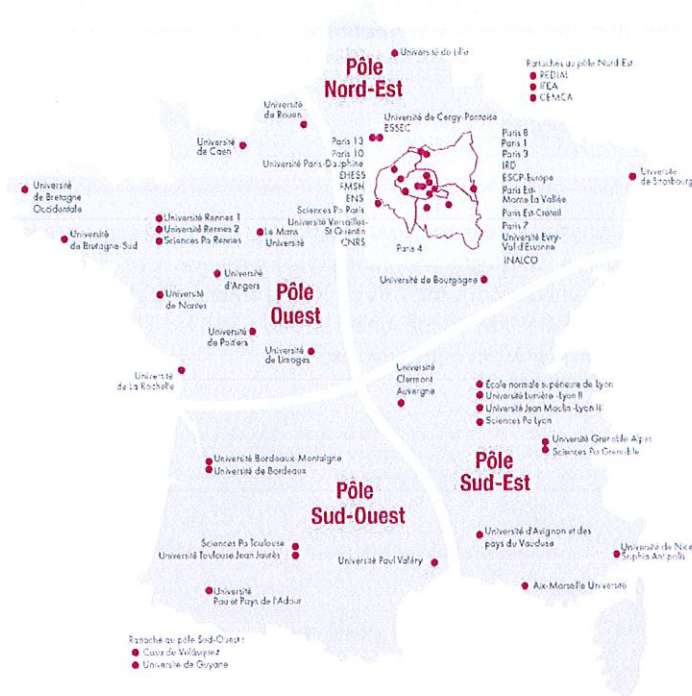 Université de Lille
Pôle
Nord-Est
Rattachés au pôle Nord Est
REDIAL
IFEA
CEMCA
Université
de Rouen
Université de Cergy-Pontoise
ESSEC
Université
de Caen
Paris 13
Paris 10
Université Paris-Dauphine
EHESS
FMSH
ENS
Sciences Po Paris
Université Versailles-
St Quentin
CNRS
Paris 4
Paris 8
Paris 1
Paris 3
IRD
ESCP-Europe
Paris Est-
Marne La Vallée
Paris Est-Créteil
Paris 7
Université Evry-
Val d'Essonne
INALCO
Université
de Strasbourg
Université
de Bretagne
Occidentale
Université
de Bretagne-Sud
Université Rennes 1
Université Rennes 2
Sciences Po Rennes
Le Mans
Université
Université
d'Angers
Université de Bourgogne
Université
de Nantes
Pôle
Ouest
Université
de Poitiers
Université
de Limoges
Université
de La Rochelle
Université
Clermont
Auvergne
École normale supérieure de Lyon
Université Lumière -Lyon II
Université Jean Moulin -Lyon III
Sciences Po Lyon
Université Grenoble Alpes
Sciences Po Grenoble
Pôle
Sud-Est
Université Bordeaux-Montaigne
Université de Bordeaux
Pôle
Sud-Ouest
Sciences Po Toulouse
Université Toulouse Jean Jaurès
Université Paul Valéry
Université d'Avignon et des
pays du Vaucluse
Université de Nice
Sophia Antipolis
Aix-Marseille Université
Université
Pau et Pays de l'Adour
Rattaché au pôle Sud-Ouest :
Casa de Velázquez
Université de Guyane